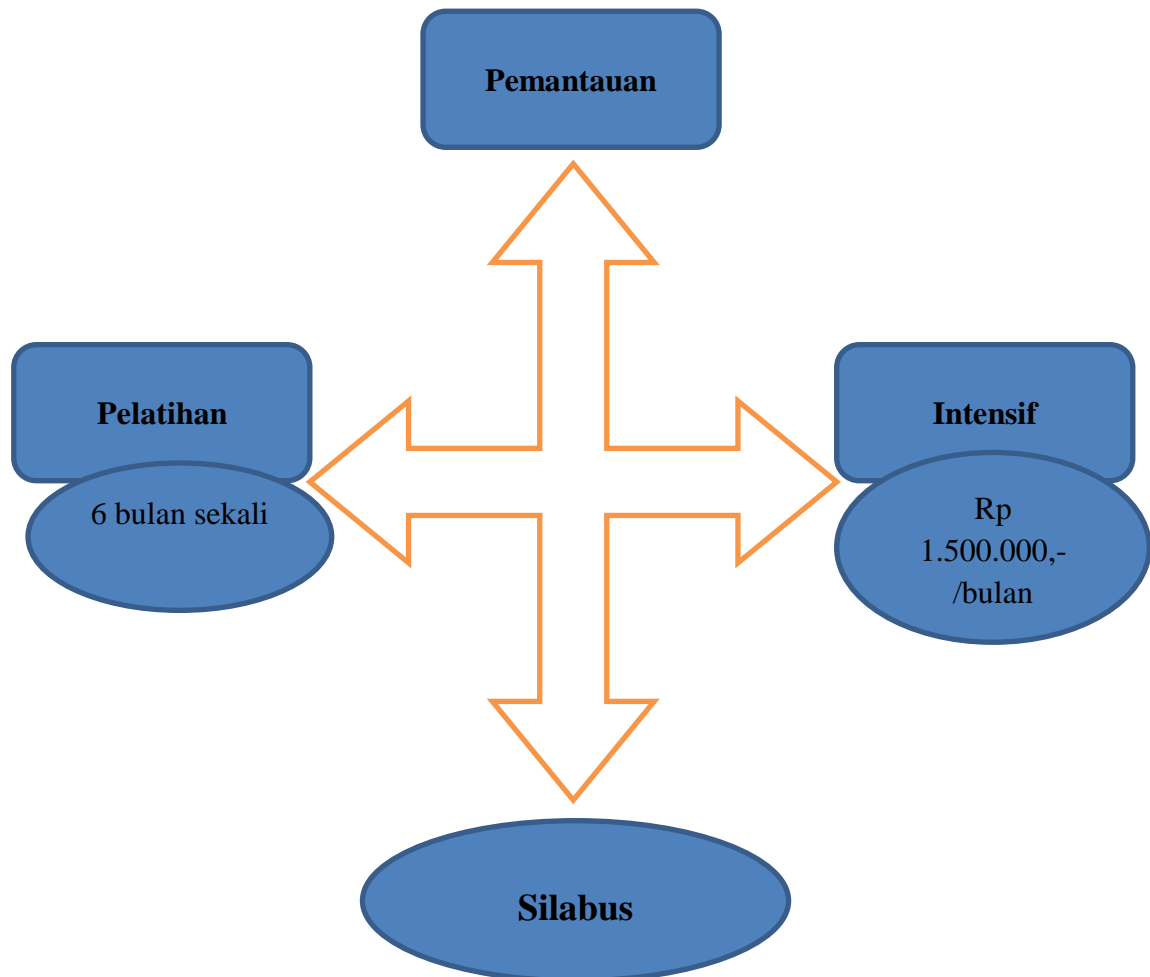 Pemantauan
Pelatihan
6 bulan sekali
Intensif
Rp
1.500.000,-
/bulan
Silabus